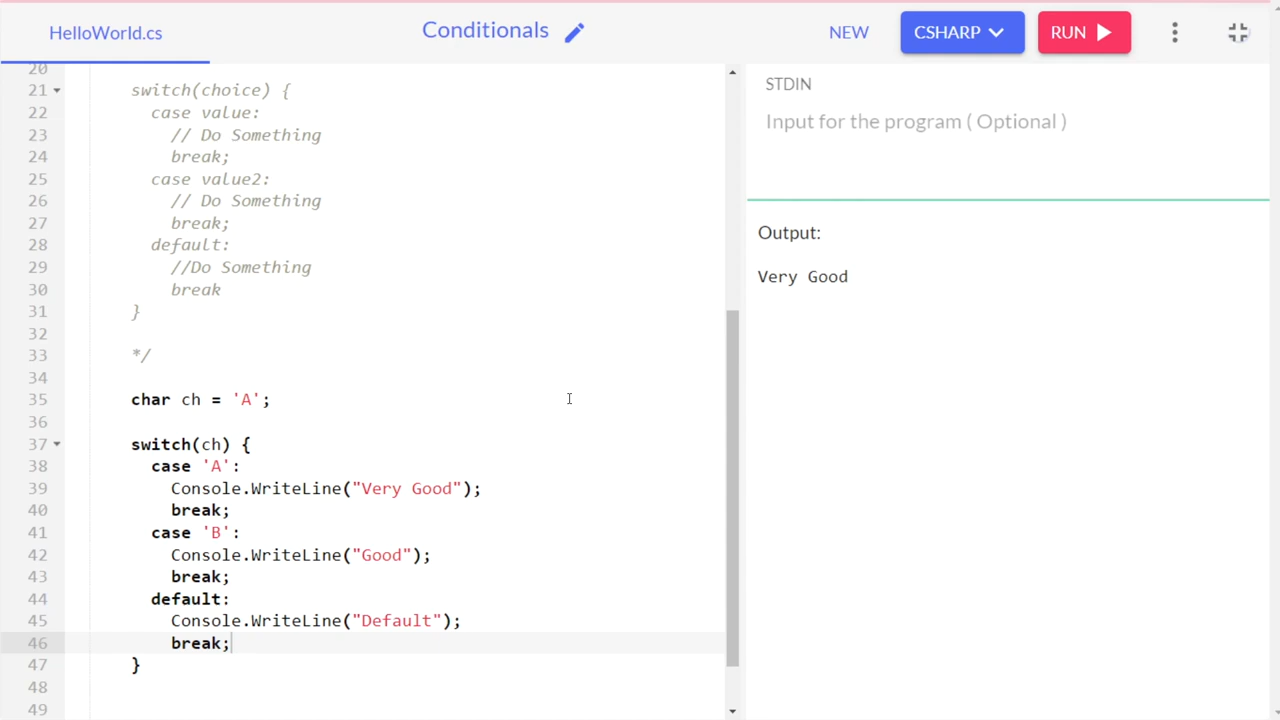 HelloWorld.cs
Conditionals
NEW
CSHARP
RUN
20
21 switch(choice) {
22 case value:
23 // Do Something
24 break;
25 case value2:
26 // Do Something
27 break;
28 default:
29 //Do Something
30 break
31 }
32
33 */
34
35 char ch = 'A';
36
37 switch(ch) {
38 case 'A':
39 Console.WriteLine("Very Good");
40 break;
41 case 'B':
42 Console.WriteLine("Good");
43 break;
44 default:
45 Console.WriteLine("Default");
46 break;
47 }
48
49
STDIN
Input for the program ( Optional )
Output:
Very Good